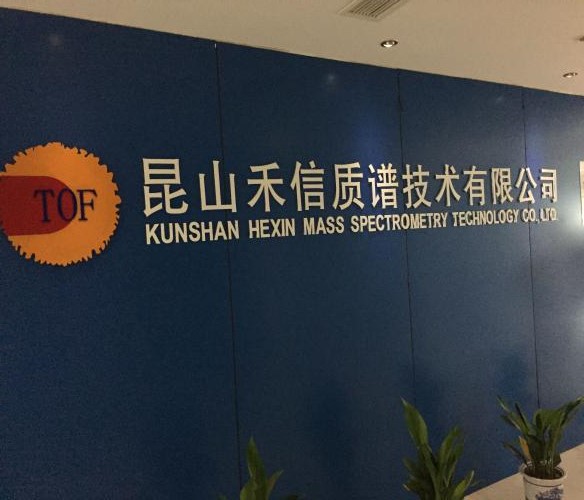 TOF
昆山禾信质谱技术有限公司
KUNSHAN HEXIN MASS SPECTROMETRY TECHNOLOGY CO., LTD.